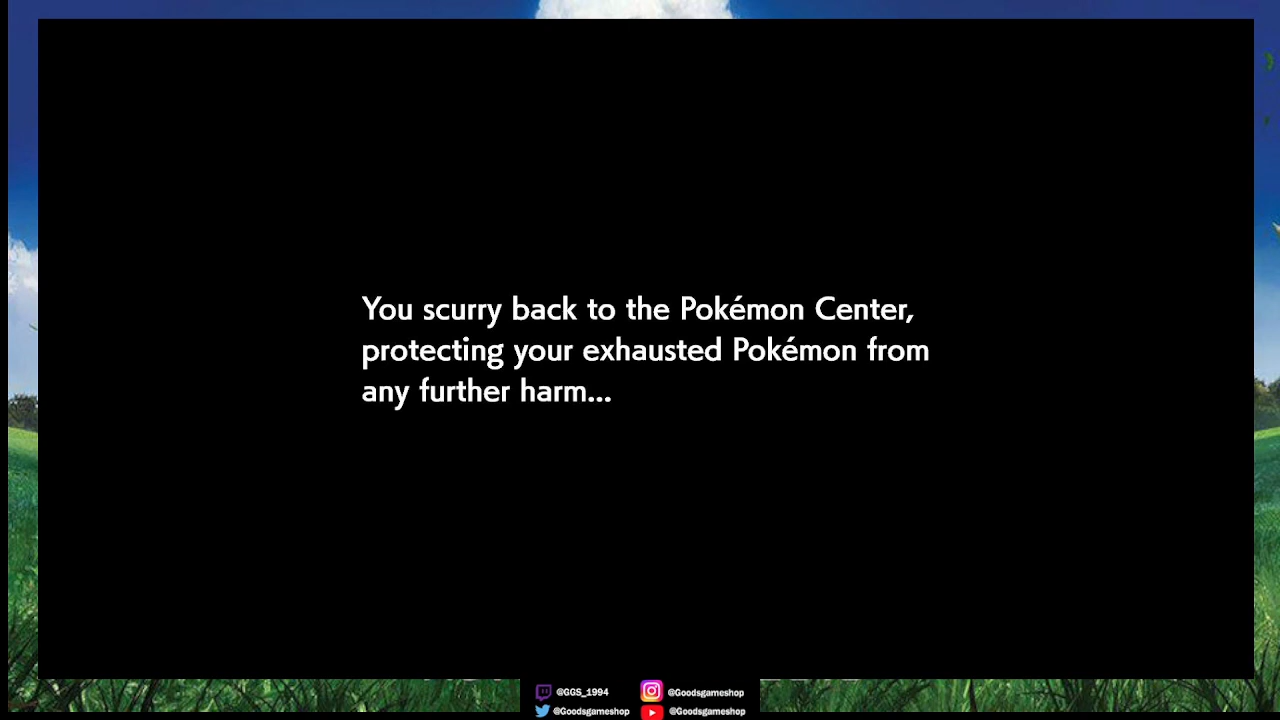 You scurry back to the Pokémon Center,
protecting your exhausted Pokémon from
any further harm...
@GGS_1994
@Goodsgameshop
@Goodsgameshop
@Goodsgameshop